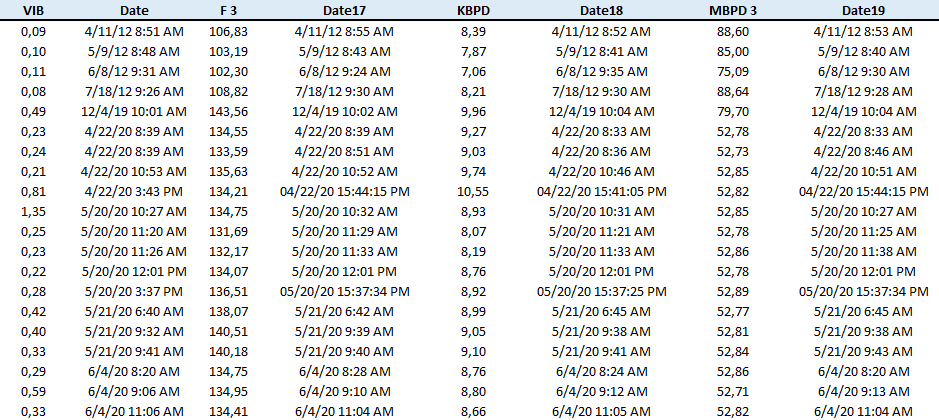 VIB Date F 3 Date17 KBPD Date18 MBPD 3 Date19
0,09 4/11/12 8:51 AM 106,83 4/11/12 8:55 AM 8,39 4/11/12 8:52 AM 88,60 4/11/12 8:53 AM
0,10 5/9/12 8:48 AM 103,19 5/9/12 8:43 AM 7,87 5/9/12 8:41 AM 85,00 5/9/12 8:40 AM
0,11 6/8/12 9:31 AM 102,30 6/8/12 9:24 AM 7,06 6/8/12 9:35 AM 75,09 6/8/12 9:30 AM
0,08 7/18/12 9:26 AM 108,82 7/18/12 9:30 AM 8,21 7/18/12 9:30 AM 88,64 7/18/12 9:28 AM
0,49 12/4/19 10:01 AM 143,56 12/4/19 10:02 AM 9,96 12/4/19 10:04 AM 79,70 12/4/19 10:04 AM
0,23 4/22/20 8:39 AM 134,55 4/22/20 8:39 AM 9,27 4/22/20 8:33 AM 52,78 4/22/20 8:33 AM
0,24 4/22/20 8:39 AM 133,59 4/22/20 8:51 AM 9,03 4/22/20 8:36 AM 52,73 4/22/20 8:46 AM
0,21 4/22/20 10:53 AM 135,63 4/22/20 10:52 AM 9,74 4/22/20 10:46 AM 52,85 4/22/20 10:51 AM
0,81 4/22/20 3:43 PM 134,21 04/22/20 15:44:15 PM 10,55 04/22/20 15:41:05 PM 52,82 04/22/20 15:44:15 PM
1,35 5/20/20 10:27 AM 134,75 5/20/20 10:32 AM 8,93 5/20/20 10:31 AM 52,85 5/20/20 10:27 AM
0,25 5/20/20 11:20 AM 131,69 5/20/20 11:29 AM 8,07 5/20/20 11:21 AM 52,78 5/20/20 11:25 AM
0,23 5/20/20 11:26 AM 132,17 5/20/20 11:33 AM 8,19 5/20/20 11:33 AM 52,86 5/20/20 11:38 AM
0,22 5/20/20 12:01 PM 134,07 5/20/20 12:01 PM 8,76 5/20/20 12:01 PM 52,78 5/20/20 12:01 PM
0,28 5/20/20 3:37 PM 136,51 05/20/20 15:37:34 PM 8,92 05/20/20 15:37:25 PM 52,89 05/20/20 15:37:34 PM
0,42 5/21/20 6:40 AM 138,07 5/21/20 6:42 AM 8,99 5/21/20 6:45 AM 52,77 5/21/20 6:45 AM
0,40 5/21/20 9:32 AM 140,51 5/21/20 9:39 AM 9,05 5/21/20 9:38 AM 52,81 5/21/20 9:38 AM
0,33 5/21/20 9:41 AM 140,18 5/21/20 9:40 AM 9,10 5/21/20 9:41 AM 52,84 5/21/20 9:43 AM
0,29 6/4/20 8:20 AM 134,75 6/4/20 8:28 AM 8,76 6/4/20 8:24 AM 52,86 6/4/20 8:20 AM
0,59 6/4/20 9:06 AM 134,95 6/4/20 9:10 AM 8,80 6/4/20 9:12 AM 52,71 6/4/20 9:13 AM
0,33 6/4/20 11:06 AM 134,41 6/4/20 11:04 AM 8,66 6/4/20 11:05 AM 52,82 6/4/20 11:04 AM